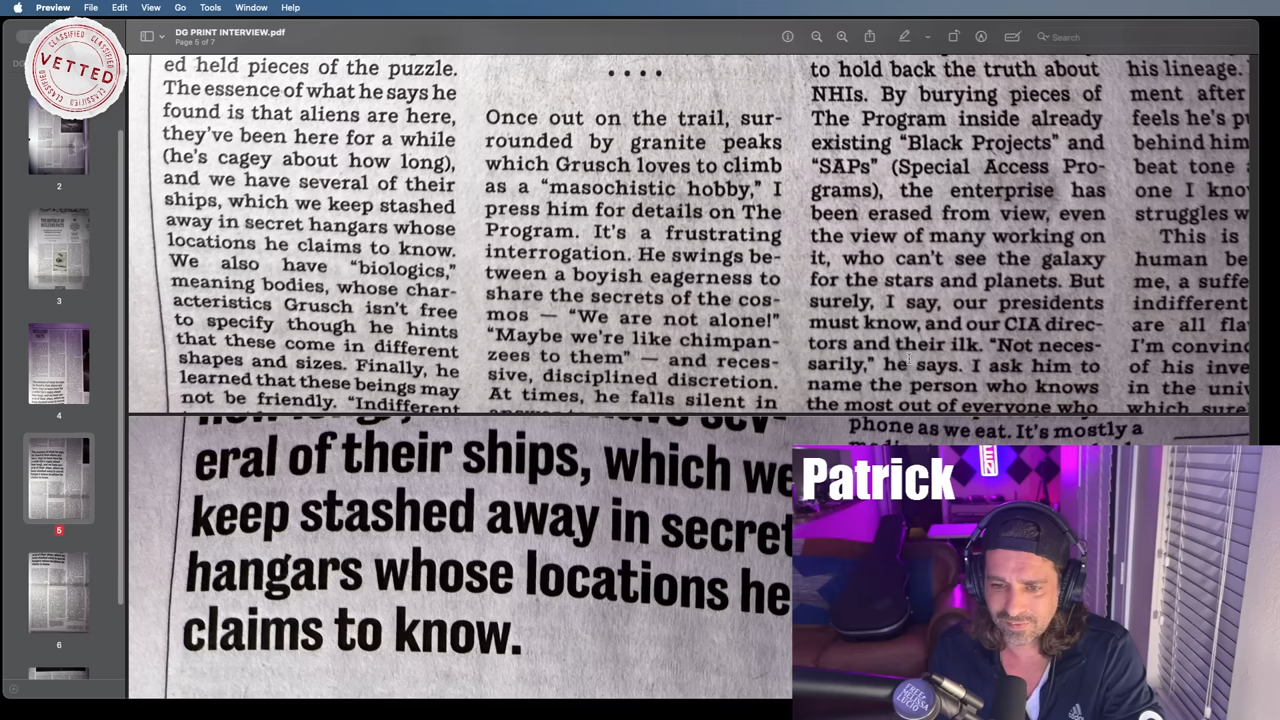 Preview File Edit View Go Tools Window Help
CLASSIFIED CLASSIFIED
VETTED
DG PRINT INTERVIEW.pdf
Page 5 of 7
Search
2
3
4
5
6
ed held pieces of the puzzle.
The essence of what he says he
found is that aliens are here,
they've been here for a while
(he's cagey about how long),
and we have several of their
ships, which we keep stashed
away in secret hangars whose
locations he claims to know.
We also have "biologics,"
meaning bodies, whose char-
acteristics Grusch isn't free
to specify though he hints
that these come in different
shapes and sizes. Finally, he
learned that these beings may
not be friendly. "Indifferent
• • • •
Once out on the trail, sur-
rounded by granite peaks
which Grusch loves to climb
as a "masochistic hobby," I
press him for details on The
Program. It's a frustrating
interrogation. He swings be-
tween a boyish eagerness to
share the secrets of the cos-
mos — "We are not alone!"
"Maybe we're like chimpan-
zees to them" — and reces-
sive, disciplined discretion.
At times, he falls silent in
to hold back the truth about
NHIs. By burying pieces of
The Program inside already
existing "Black Projects" and
"SAPs" (Special Access Pro-
grams), the enterprise has
been erased from view, even
the view of many working on
it, who can't see the galaxy
for the stars and planets. But
surely, I say, our presidents
must know, and our CIA direc-
tors and their ilk. "Not neces-
sarily," he says. I ask him to
name the person who knows
the most out of everyone who
his lineage.
ment after
feels he's
behind him
beat tone
one I
struggles
This is
human
me, a
indifferent
are all
I'm
of his
in the
which
eral of their ships, which we
keep stashed away in secret
hangars whose locations he
claims to know.
phone as we eat. It's mostly a
Patrick
FREE
MELISSA
LUCIO
adidas